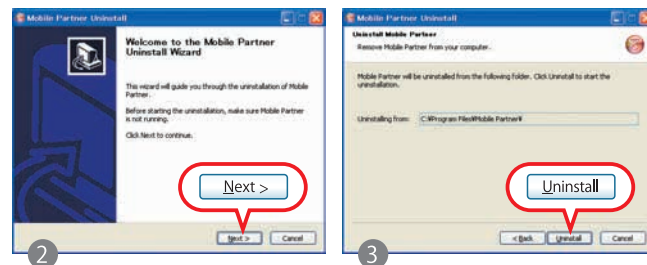 Mobile Partner Uninstall
Welcome to the Mobile Partner
Uninstall Wizard
This wizard will guide you through the uninstallation of Mobile
Partner.
Before starting the uninstallation, make sure Mobile Partner
is not running.
Click Next to continue.
Next >
Next >
Cancel
2
Mobile Partner Uninstall
Uninstall Mobile Partner
Remove Mobile Partner from your computer.
Mobile Partner will be uninstalled from the following folder. Click Uninstall to start the
uninstallation.
Uninstalling from:
C:¥Program Files¥Mobile Partner¥
Uninstall
< Back
Uninstall
Cancel
3